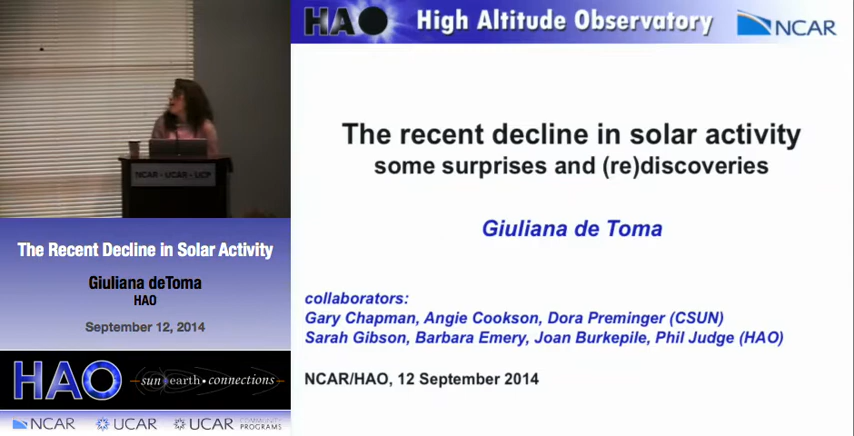 NCAR - UCAR - UCP
The Recent Decline in Solar Activity
Giuliana deToma
HAO
September 12, 2014
HAO
sun earth • connections
NCAR
UCAR
UCAR COMMUNITY PROGRAMS
HAO High Altitude Observatory NCAR
The recent decline in solar activity
some surprises and (re)discoveries
Giuliana de Toma
collaborators:
Gary Chapman, Angie Cookson, Dora Preminger (CSUN)
Sarah Gibson, Barbara Emery, Joan Burkepile, Phil Judge (HAO)
NCAR/HAO, 12 September 2014